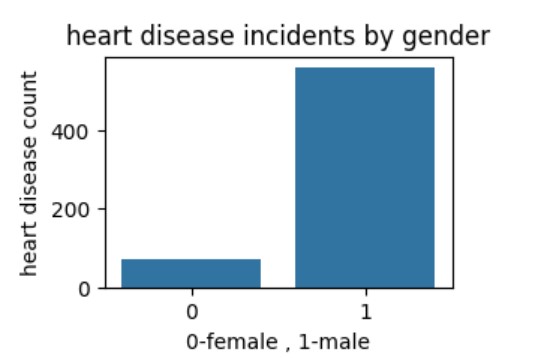 heart disease incidents by gender
heart disease count
400
200
0
0 1
0-female , 1-male